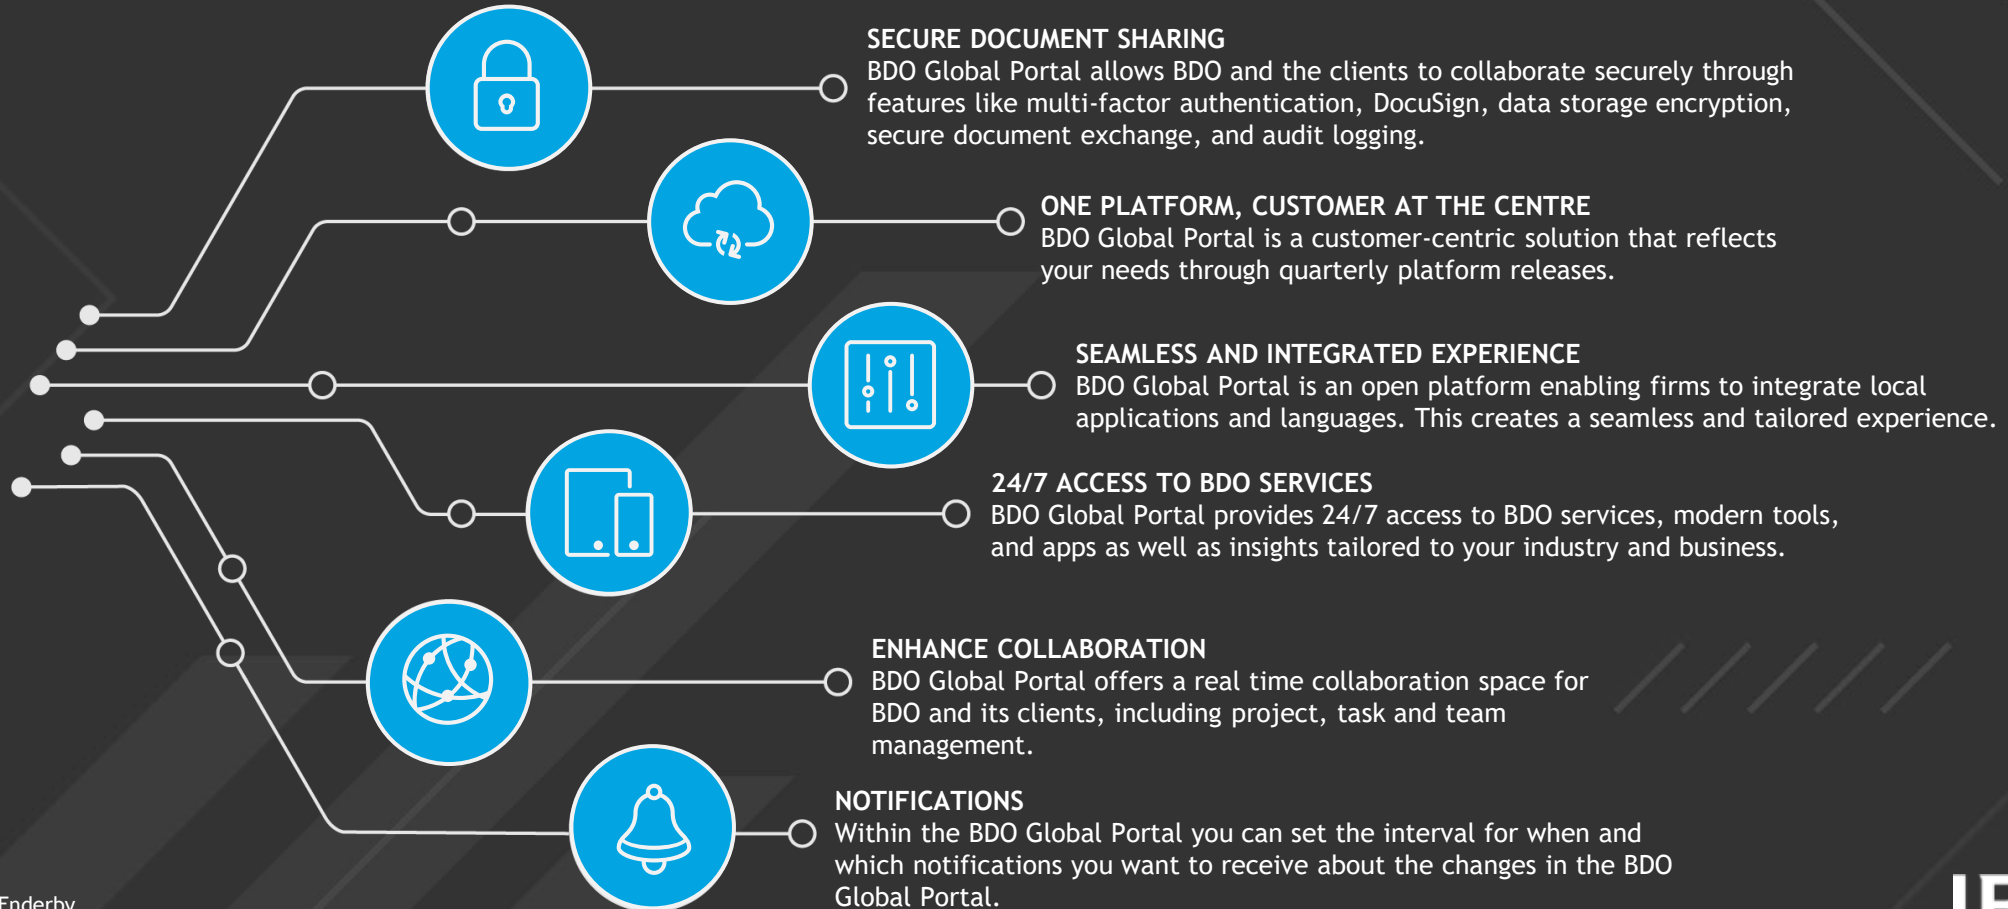 SECURE DOCUMENT SHARING
BDO Global Portal allows BDO and the clients to collaborate securely through
features like multi-factor authentication, DocuSign, data storage encryption,
secure document exchange, and audit logging.
ONE PLATFORM, CUSTOMER AT THE CENTRE
BDO Global Portal is a customer-centric solution that reflects
your needs through quarterly platform releases.
SEAMLESS AND INTEGRATED EXPERIENCE
BDO Global Portal is an open platform enabling firms to integrate local
applications and languages. This creates a seamless and tailored experience.
24/7 ACCESS TO BDO SERVICES
BDO Global Portal provides 24/7 access to BDO services, modern tools,
and apps as well as insights tailored to your industry and business.
ENHANCE COLLABORATION
BDO Global Portal offers a real time collaboration space for
BDO and its clients, including project, task and team
management.
NOTIFICATIONS
Within the BDO Global Portal you can set the interval for when and
which notifications you want to receive about the changes in the BDO
Global Portal.
Enderby